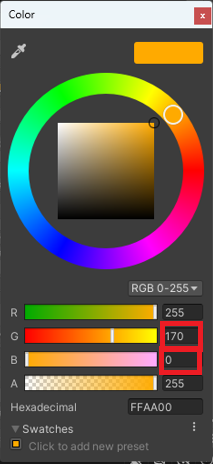 Color
x
RGB 0-255
R 255
G 170
B 0
A 255
Hexadecimal FFAA00
Swatches
Click to add new preset